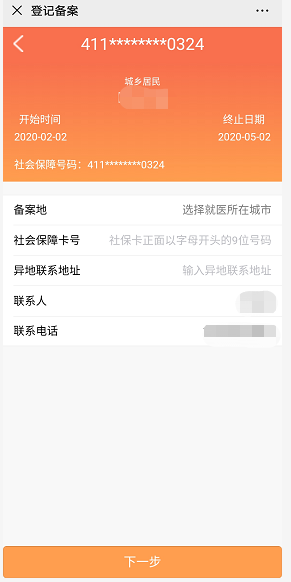 登记备案
411********0324
城乡居民
开始时间 终止日期
2020-02-02 2020-05-02
社会保障号码：411********0324
备案地 选择就医所在城市
社会保障卡号 社保卡正面以字母开头的9位号码
异地联系地址 输入异地联系地址
联系人
联系电话
下一步